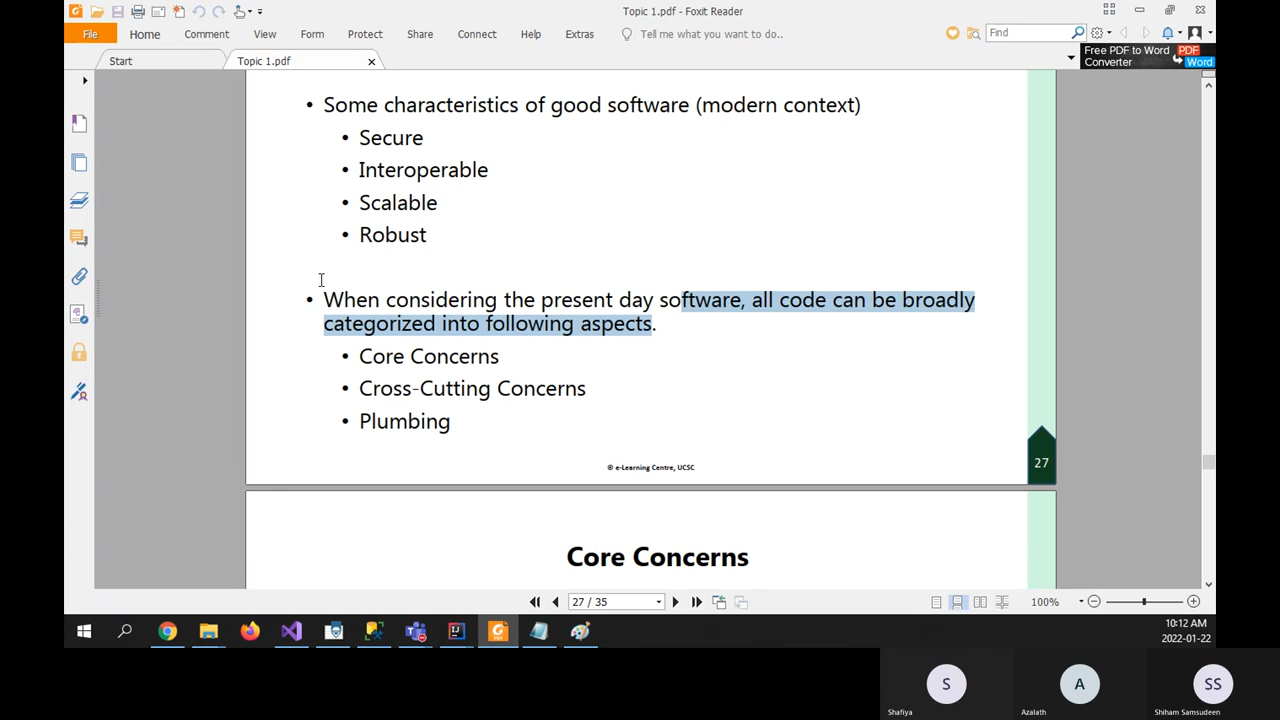 Topic 1.pdf - Foxit Reader
File Home Comment View Form Protect Share Connect Help Extras Tell me what you want to do.. Find
Start Topic 1.pdf
Free PDF to Word PDF
Converter Word
• Some characteristics of good software (modern context)
• Secure
• Interoperable
• Scalable
• Robust
• When considering the present day software, all code can be broadly
categorized into following aspects.
• Core Concerns
• Cross-Cutting Concerns
• Plumbing
© e-Learning Centre, UCSC
27
Core Concerns
27 / 35 100%
10:12 AM
2022-01-22
S A SS
Shafiya Azalath Shiham Samsudeen